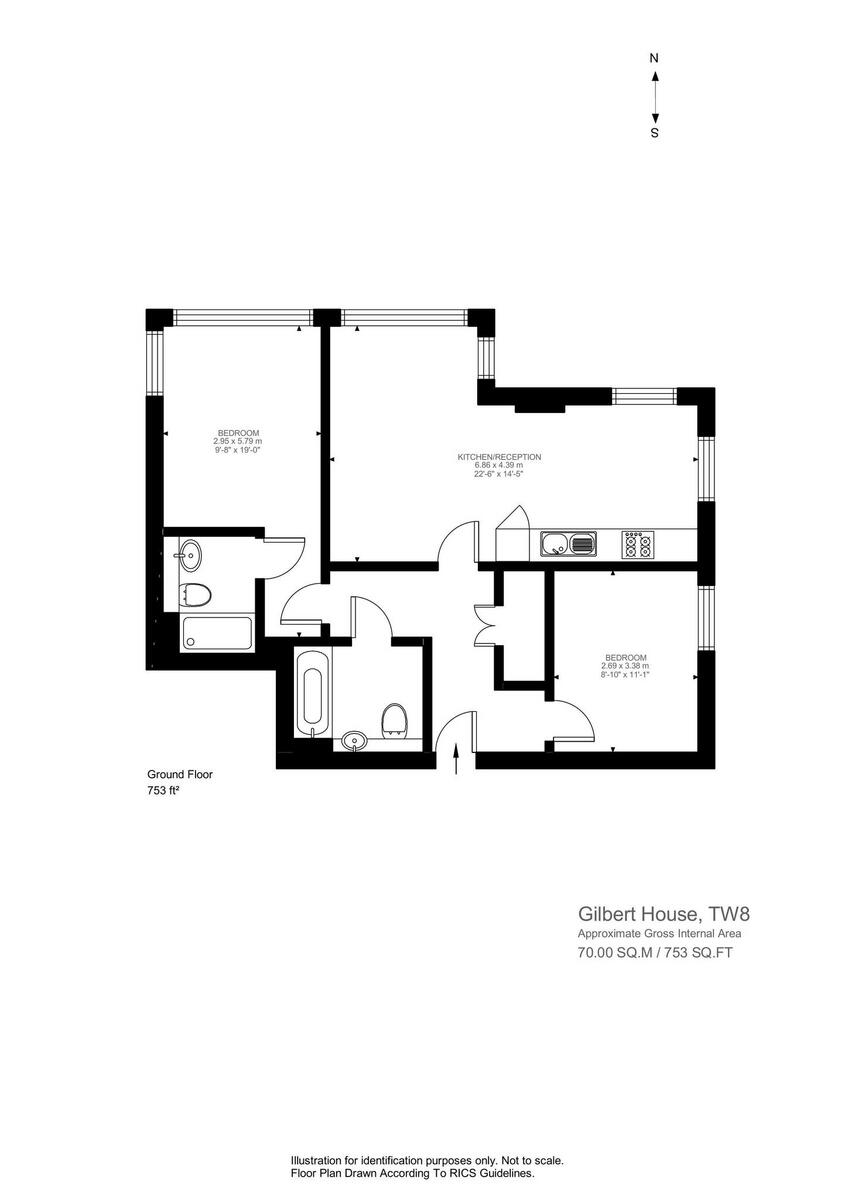 N
S
BEDROOM
2.95 x 5.79 m
9'-8" x 19'-0"
KITCHEN/RECEPTION
6.86 x 4.39 m
22'-6" x 14'-5"
BEDROOM
2.69 x 3.38 m
8'-10" x 11'-1"
Ground Floor
753 ft²
Gilbert House, TW8
Approximate Gross Internal Area
70.00 SQ.M / 753 SQ.FT
Illustration for identification purposes only. Not to scale.
Floor Plan Drawn According To RICS Guidelines.